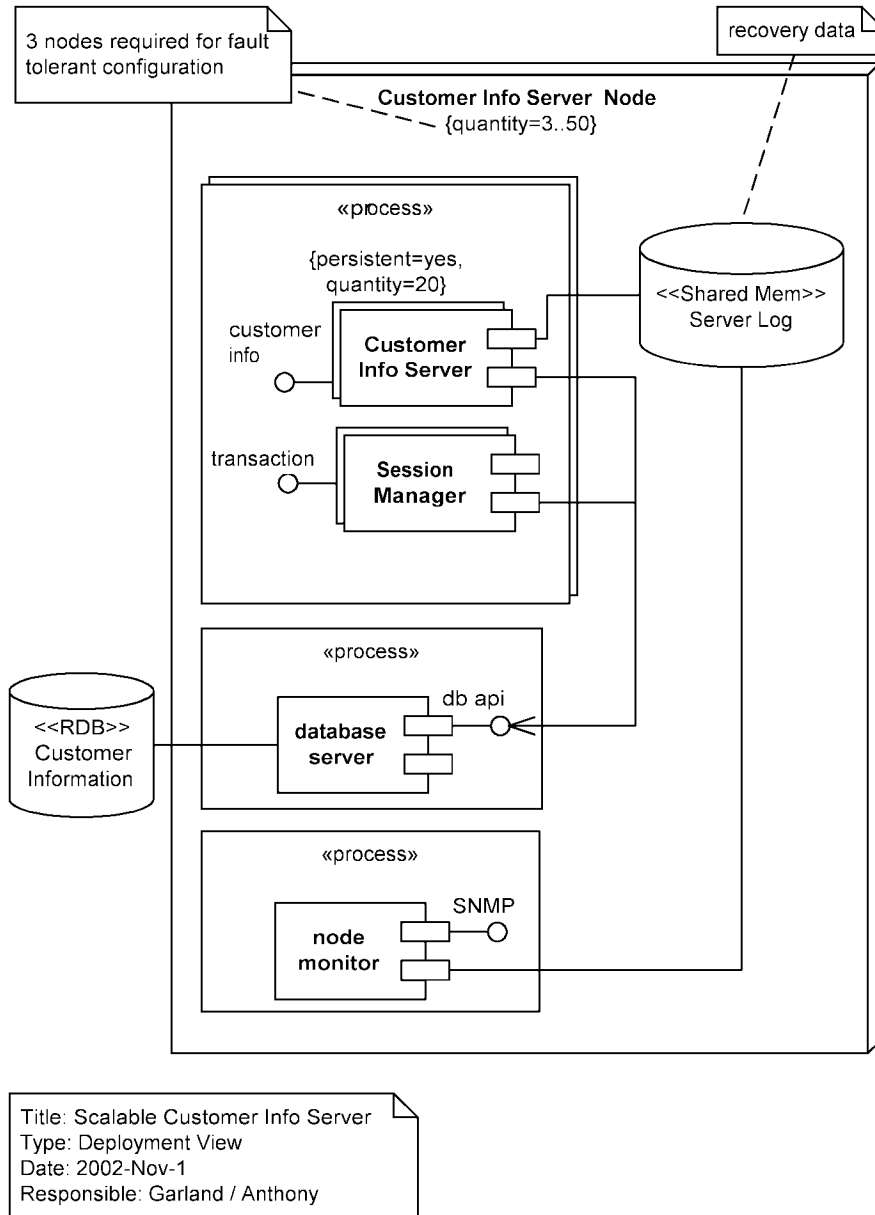 3 nodes required for fault
tolerant configuration
recovery data
Customer Info Server Node
{quantity=3..50}
«process»
{persistent=yes,
quantity=20}
<<Shared Mem>>
Server Log
customer
info
Customer
Info Server
transaction
Session
Manager
«process»
db api
<<RDB>>
Customer
Information
database
server
«process»
SNMP
node
monitor
Title: Scalable Customer Info Server
Type: Deployment View
Date: 2002-Nov-1
Responsible: Garland / Anthony